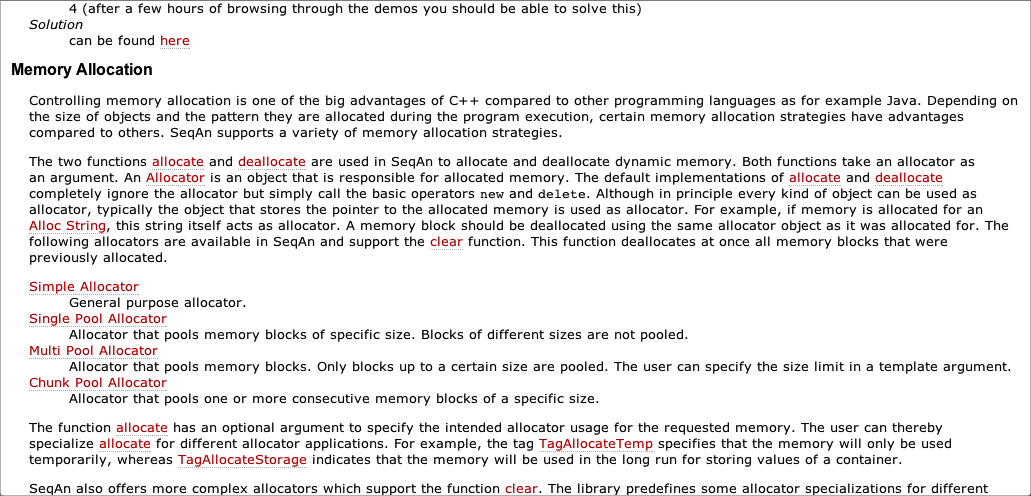 4 (after a few hours of browsing through the demos you should be able to solve this)
Solution
can be found here
Memory Allocation
Controlling memory allocation is one of the big advantages of C++ compared to other programming languages as for example Java. Depending on
the size of objects and the pattern they are allocated during the program execution, certain memory allocation strategies have advantages
compared to others. SeqAn supports a variety of memory allocation strategies.
The two functions allocate and deallocate are used in SeqAn to allocate and deallocate dynamic memory. Both functions take an allocator as
an argument. An Allocator is an object that is responsible for allocated memory. The default implementations of allocate and deallocate
completely ignore the allocator but simply call the basic operators new and delete. Although in principle every kind of object can be used as
allocator, typically the object that stores the pointer to the allocated memory is used as allocator. For example, if memory is allocated for an
Alloc String, this string itself acts as allocator. A memory block should be deallocated using the same allocator object as it was allocated for. The
following allocators are available in SeqAn and support the clear function. This function deallocates at once all memory blocks that were
previously allocated.
Simple Allocator
General purpose allocator.
Single Pool Allocator
Allocator that pools memory blocks of specific size. Blocks of different sizes are not pooled.
Multi Pool Allocator
Allocator that pools memory blocks. Only blocks up to a certain size are pooled. The user can specify the size limit in a template argument.
Chunk Pool Allocator
Allocator that pools one or more consecutive memory blocks of a specific size.
The function allocate has an optional argument to specify the intended allocator usage for the requested memory. The user can thereby
specialize allocate for different allocator applications. For example, the tag TagAllocateTemp specifies that the memory will only be used
temporarily, whereas TagAllocateStorage indicates that the memory will be used in the long run for storing values of a container.
SeqAn also offers more complex allocators which support the function clear. The library predefines some allocator specializations for different